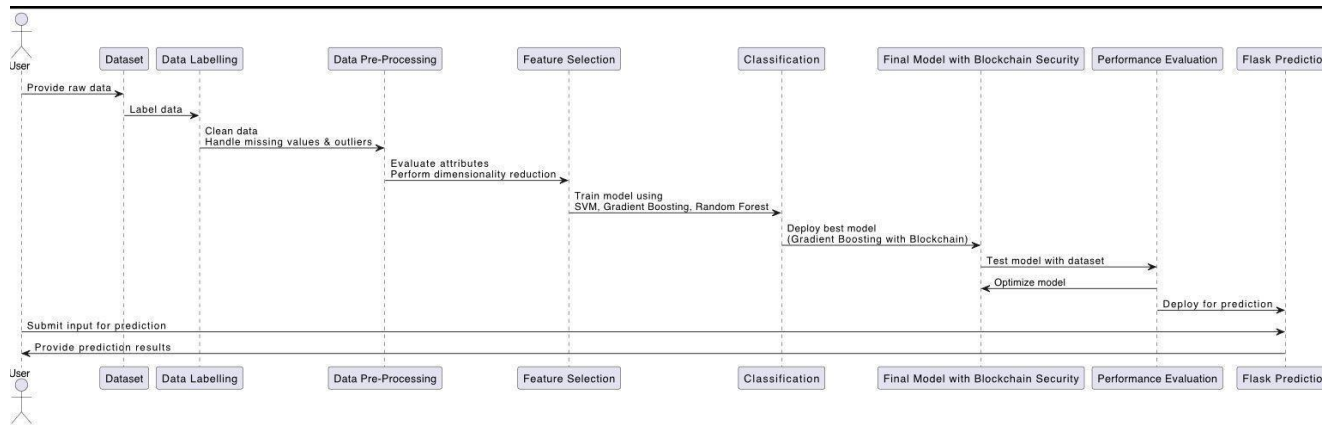 User
Dataset
Data Labelling
Data Pre-Processing
Feature Selection
Classification
Final Model with Blockchain Security
Performance Evaluation
Flask Prediction
Provide raw data
Label data
Clean data
Handle missing values & outliers
Evaluate attributes
Perform dimensionality reduction
Train model using
SVM, Gradient Boosting, Random Forest
Deploy best model
(Gradient Boosting with Blockchain)
Test model with dataset
Optimize model
Deploy for prediction
Submit input for prediction
Provide prediction results
User
Dataset
Data Labelling
Data Pre-Processing
Feature Selection
Classification
Final Model with Blockchain Security
Performance Evaluation
Flask Prediction